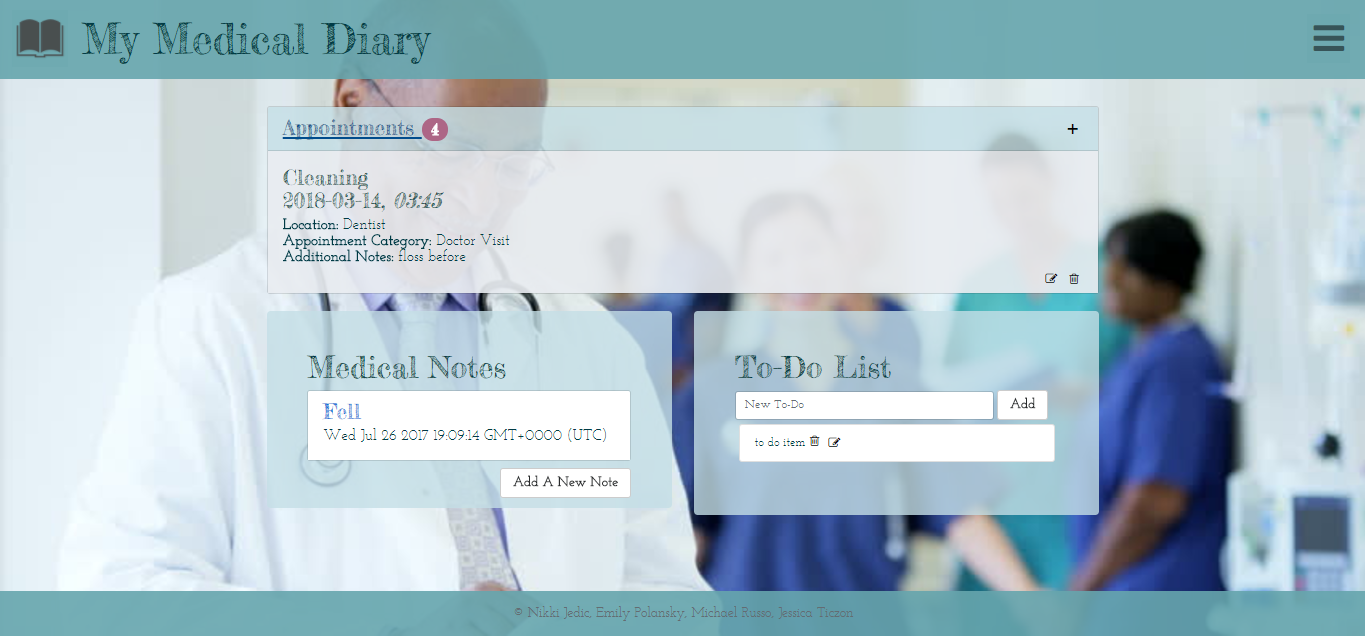 My Medical Diary
Appointments 4
+
Cleaning
2018-03-14, 03:45
Location: Dentist
Appointment Category: Doctor Visit
Additional Notes: floss before
Medical Notes
Fell
Wed Jul 26 2017 19:09:14 GMT+0000 (UTC)
Add A New Note
To-Do List
New To-Do
Add
to do item
© Nikki Jedic, Emily Polansky, Michael Russo, Jessica Ticzon